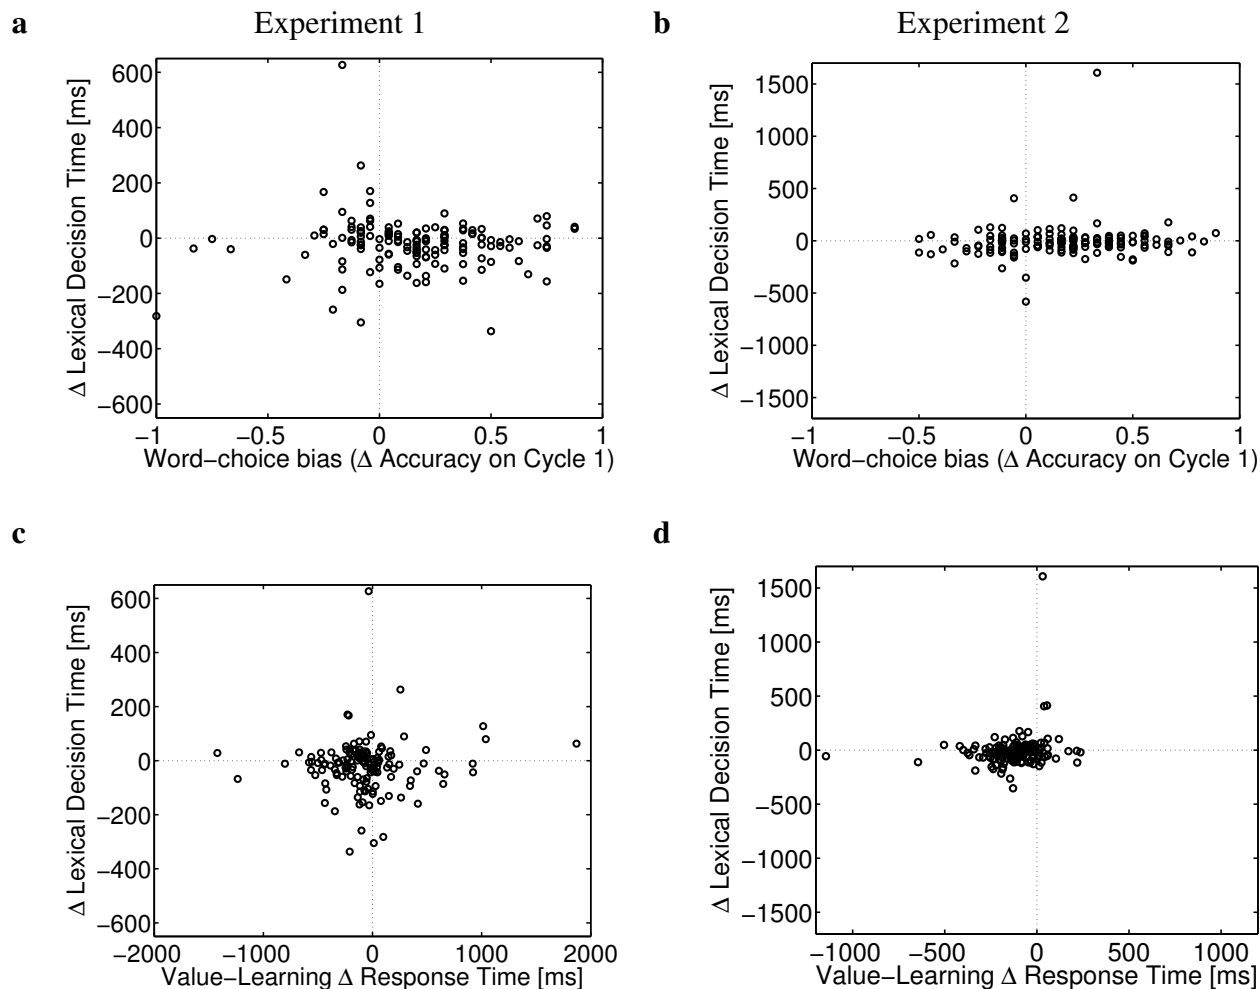 a
Experiment 1
600
400
200
0
−200
−400
−600
Δ Lexical Decision Time [ms]
−1 −0.5 0 0.5 1
Word−choice bias (Δ Accuracy on Cycle 1)
b
Experiment 2
1500
1000
500
0
−500
−1000
−1500
Δ Lexical Decision Time [ms]
−1 −0.5 0 0.5 1
Word−choice bias (Δ Accuracy on Cycle 1)
c
600
400
200
0
−200
−400
−600
Δ Lexical Decision Time [ms]
−2000 −1000 0 1000 2000
Value−Learning Δ Response Time [ms]
d
1500
1000
500
0
−500
−1000
−1500
Δ Lexical Decision Time [ms]
−1000 −500 0 500 1000
Value−Learning Δ Response Time [ms]